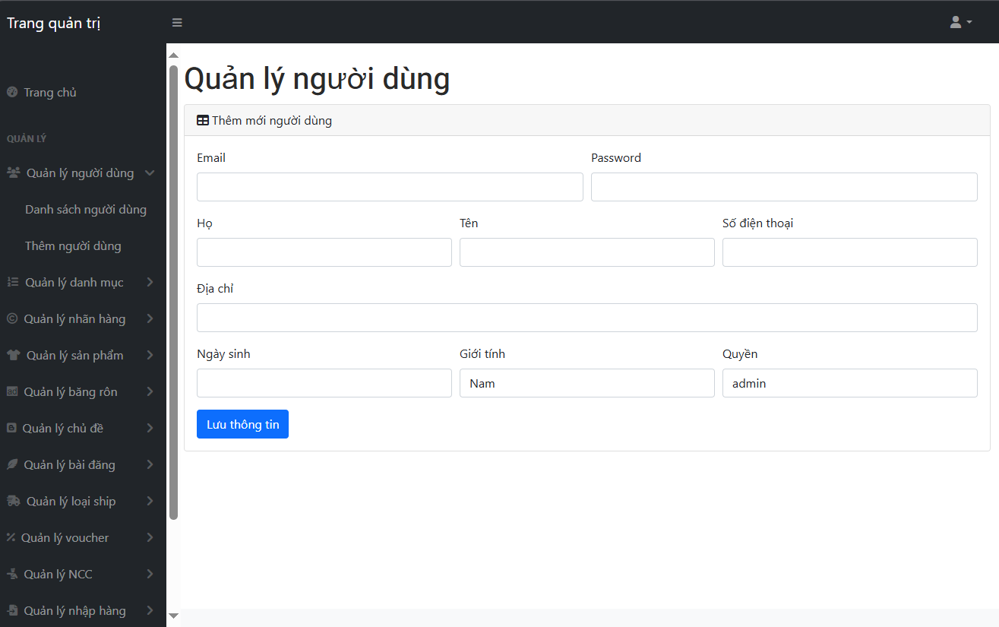 Trang quản trị
Trang chủ
QUẢN LÝ
Quản lý người dùng
Danh sách người dùng
Thêm người dùng
Quản lý danh mục
Quản lý nhãn hàng
Quản lý sản phẩm
Quản lý băng rôn
Quản lý chủ đề
Quản lý bài đăng
Quản lý loại ship
Quản lý voucher
Quản lý NCC
Quản lý nhập hàng
Quản lý người dùng
Thêm mới người dùng
Email Password
Họ Tên Số điện thoại
Địa chỉ
Ngày sinh Giới tính Quyền
Nam admin
Lưu thông tin